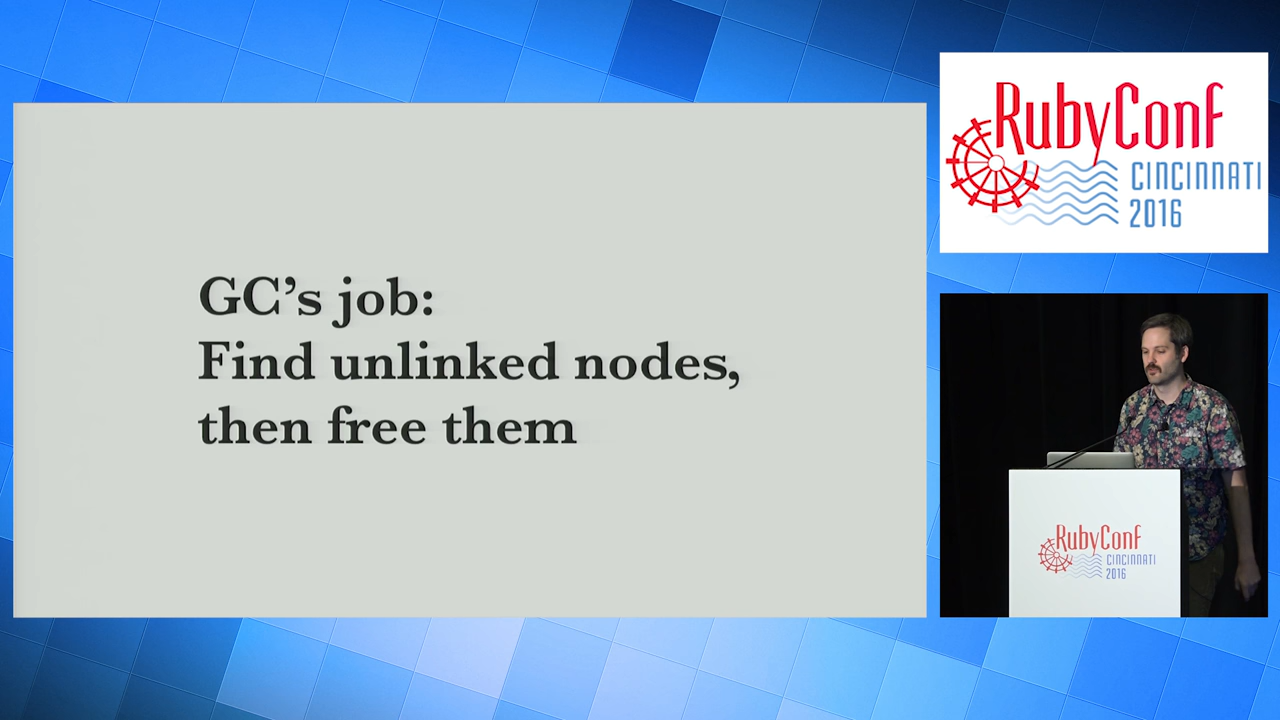 GC’s job:
Find unlinked nodes,
then free them
RubyConf
CINCINNATI
2016
RubyConf
CINCINNATI
2016